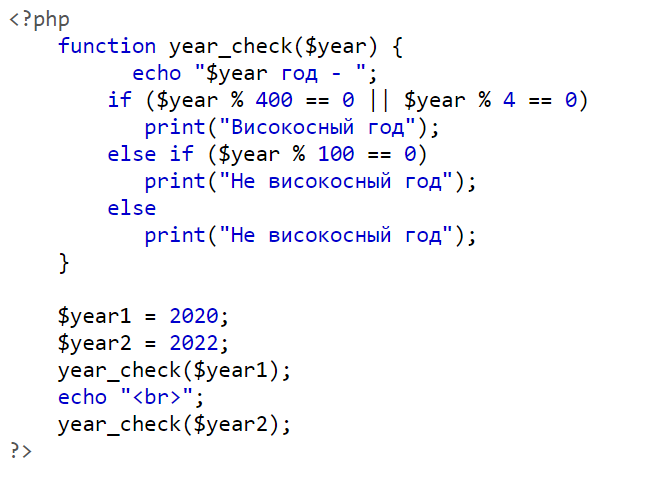 <?php
function year_check($year) {
echo "$year год - ";
if ($year % 400 == 0 || $year % 4 == 0)
print("Високосный год");
else if ($year % 100 == 0)
print("Не високосный год");
else
print("Не високосный год");
}
$year1 = 2020;
$year2 = 2022;
year_check($year1);
echo "<br>";
year_check($year2);
?>